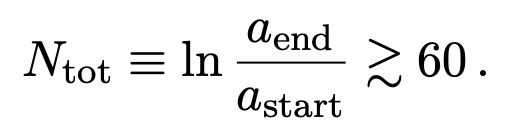 N_tot ≡ ln a_end / a_start ≳ 60 .